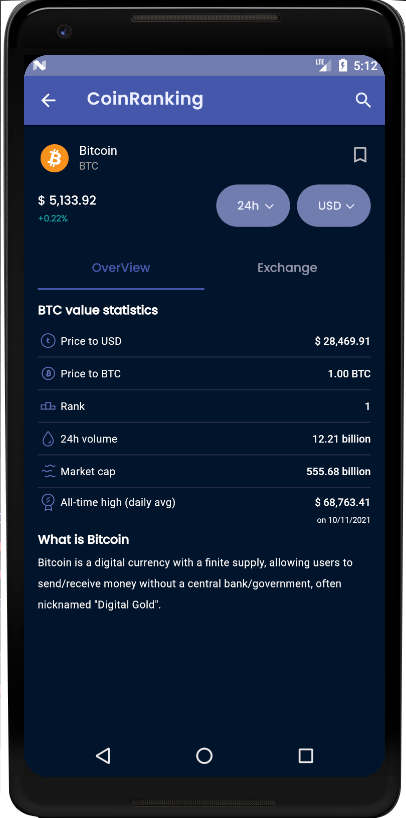 LTE 5:12
CoinRanking
Bitcoin
BTC
$ 5,133.92
+0.22%
24h
USD
OverView
Exchange
BTC value statistics
Price to USD $ 28,469.91
Price to BTC 1.00 BTC
Rank 1
24h volume 12.21 billion
Market cap 555.68 billion
All-time high (daily avg) $ 68,763.41
on 10/11/2021
What is Bitcoin
Bitcoin is a digital currency with a finite supply, allowing users to
send/receive money without a central bank/government, often
nicknamed "Digital Gold".